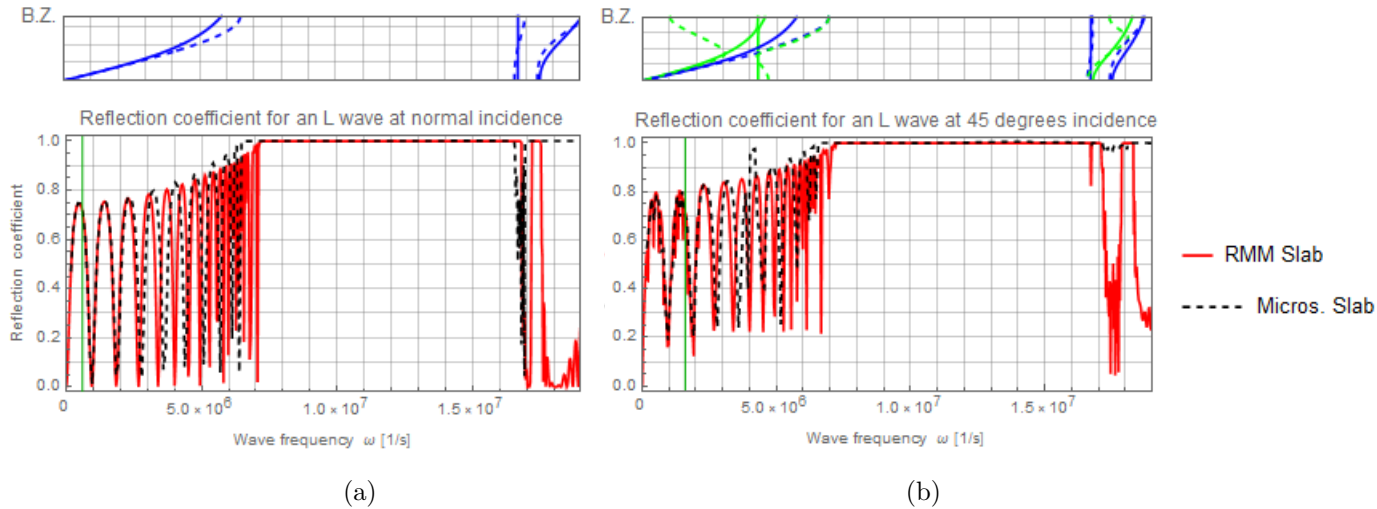 B.Z.
B.Z.
Reflection coefficient for an L wave at normal incidence
Reflection coefficient for an L wave at 45 degrees incidence
Reflection coefficient
1.0
0.8
0.6
0.4
0.2
0.0
0
5.0 × 10⁶
1.0 × 10⁷
1.5 × 10⁷
Wave frequency ω [1/s]
1.0
0.8
0.6
0.4
0.2
0.0
0
5.0 × 10⁶
1.0 × 10⁷
1.5 × 10⁷
Wave frequency ω [1/s]
RMM Slab
Micros. Slab
(a)
(b)